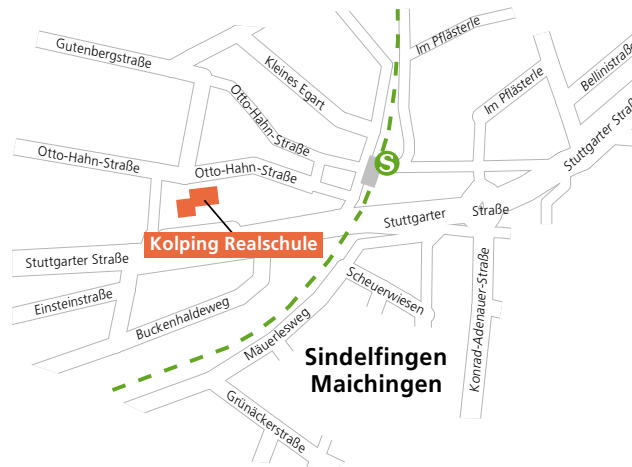 Im Pflästerle
Gutenbergstraße
Kleines Egart
Bellinistraße
Im Pflästerle
Otto-Hahn-Straße
Stuttgarter Straße
Otto-Hahn-Straße
Otto-Hahn-Straße
S
Stuttgarter Straße
Kolping Realschule
Stuttgarter Straße
Scheuerwiesen
Konrad-Adenauer-Straße
Einsteinstraße
Buckenhaldeweg
Mäuerlesweg
Sindelfingen
Maichingen
Grünäckerstraße